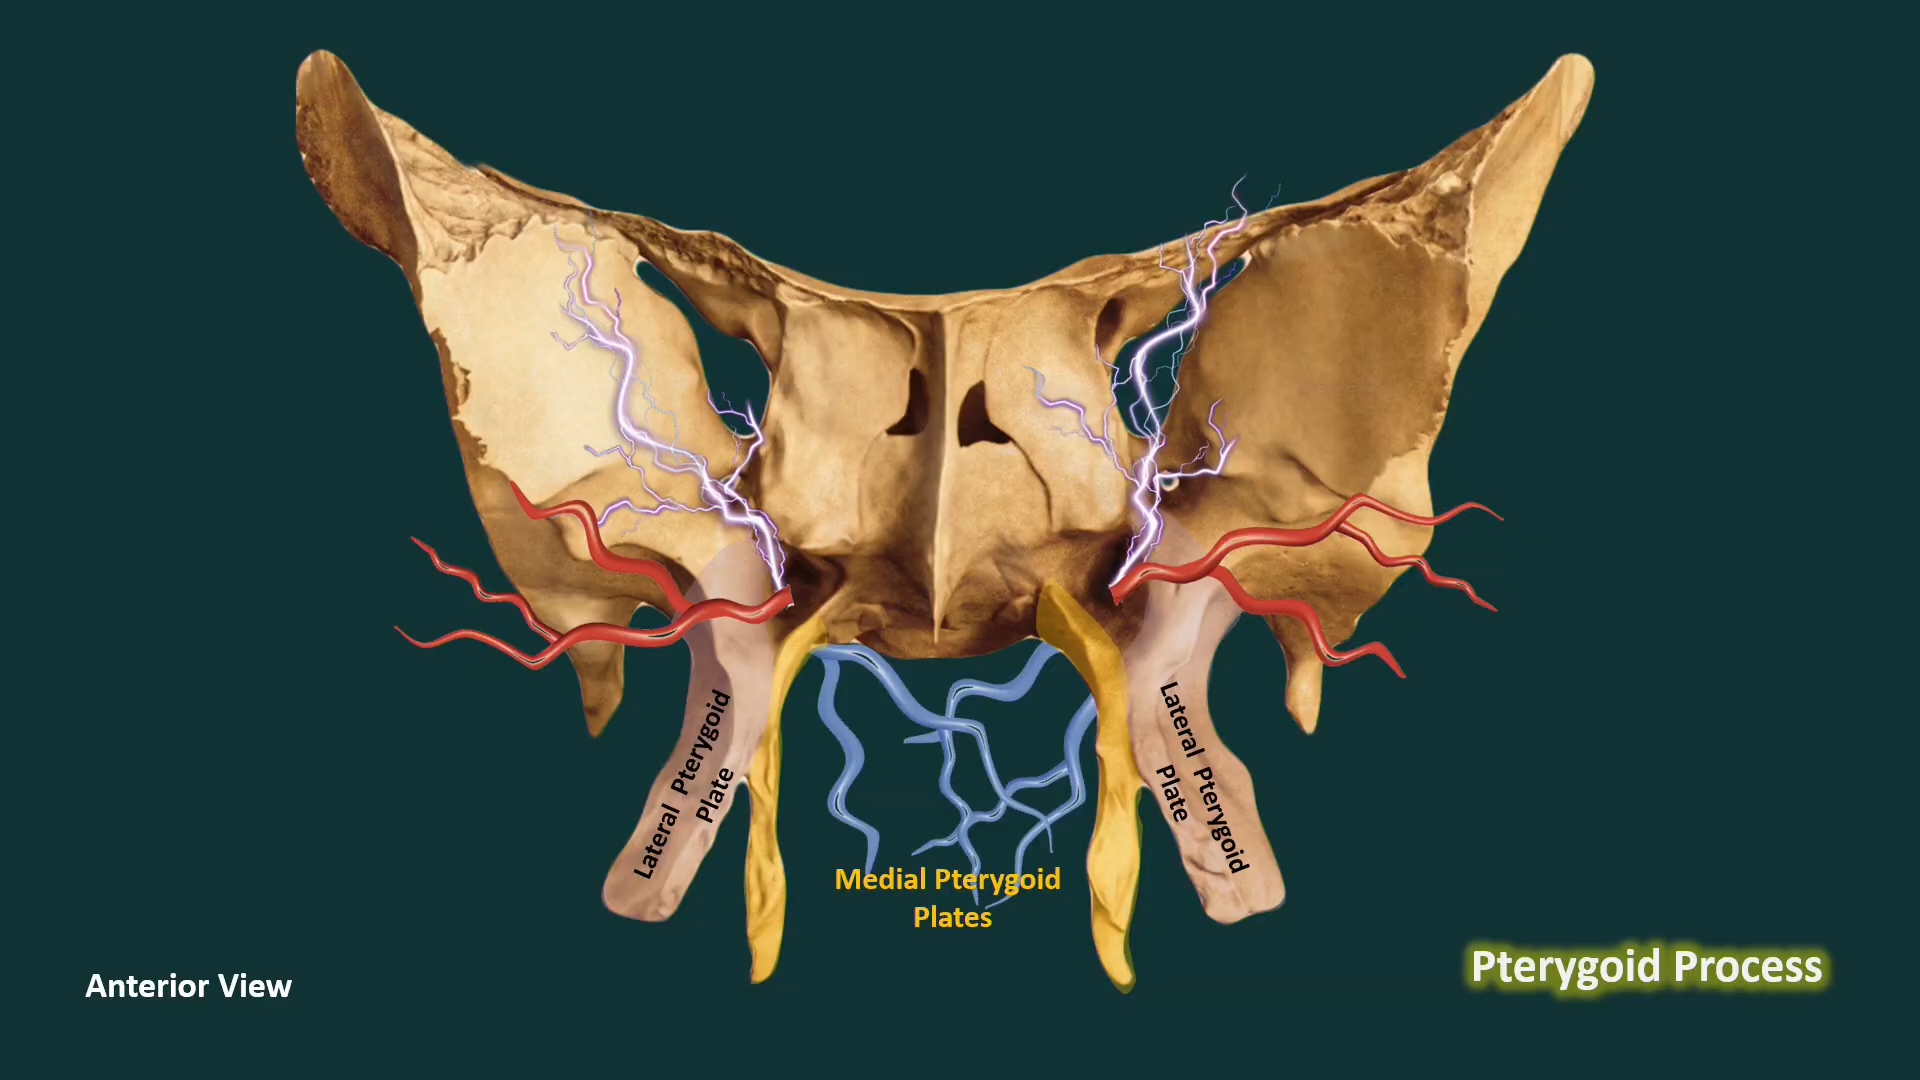 Lateral Pterygoid
Plate
Lateral Pterygoid
Plate
Medial Pterygoid
Plates
Anterior View
Pterygoid Process